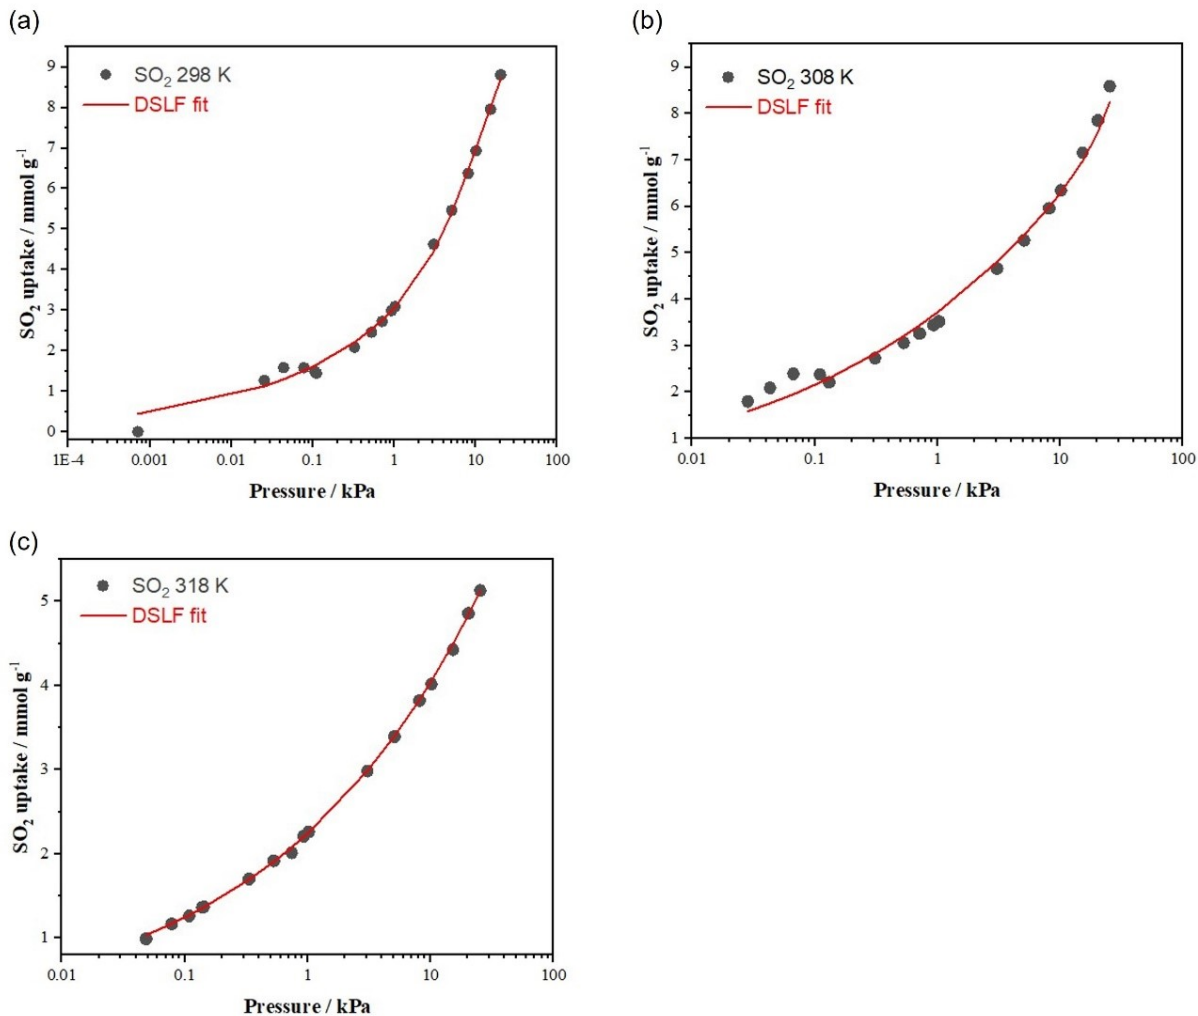 (a)
SO2 298 K
DSLF fit
9
8
7
6
5
4
3
2
1
0
SO2 uptake / mmol g-1
1E-4 0.001 0.01 0.1 1 10 100
Pressure / kPa
(b)
SO2 308 K
DSLF fit
9
8
7
6
5
4
3
2
1
SO2 uptake / mmol g-1
0.01 0.1 1 10 100
Pressure / kPa
(c)
SO2 318 K
DSLF fit
5
4
3
2
1
SO2 uptake / mmol g-1
0.01 0.1 1 10 100
Pressure / kPa